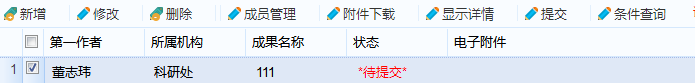 新增 修改 删除 成员管理 附件下载 显示详情 提交 条件查询
第一作者 所属机构 成果名称 状态 电子附件
1 董志玮 科研处 111 *待提交*